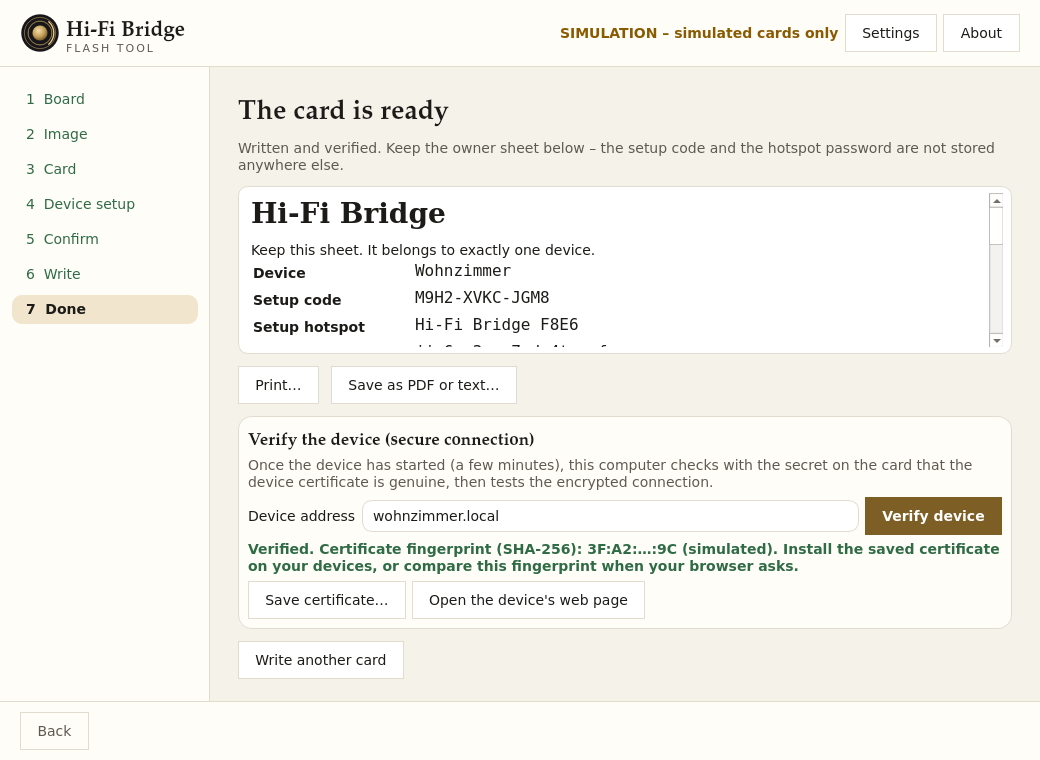 Hi-Fi Bridge
FLASH TOOL
SIMULATION – simulated cards only
Settings
About
1 Board
2 Image
3 Card
4 Device setup
5 Confirm
6 Write
7 Done
The card is ready
Written and verified. Keep the owner sheet below – the setup code and the hotspot password are not stored
anywhere else.
Hi-Fi Bridge
Keep this sheet. It belongs to exactly one device.
Device Wohnzimmer
Setup code M9H2-XVKC-JGM8
Setup hotspot Hi-Fi Bridge F8E6
Print…
Save as PDF or text…
Verify the device (secure connection)
Once the device has started (a few minutes), this computer checks with the secret on the card that the
device certificate is genuine, then tests the encrypted connection.
Device address wohnzimmer.local
Verify device
Verified. Certificate fingerprint (SHA-256): 3F:A2:…:9C (simulated). Install the saved certificate
on your devices, or compare this fingerprint when your browser asks.
Save certificate…
Open the device's web page
Write another card
Back